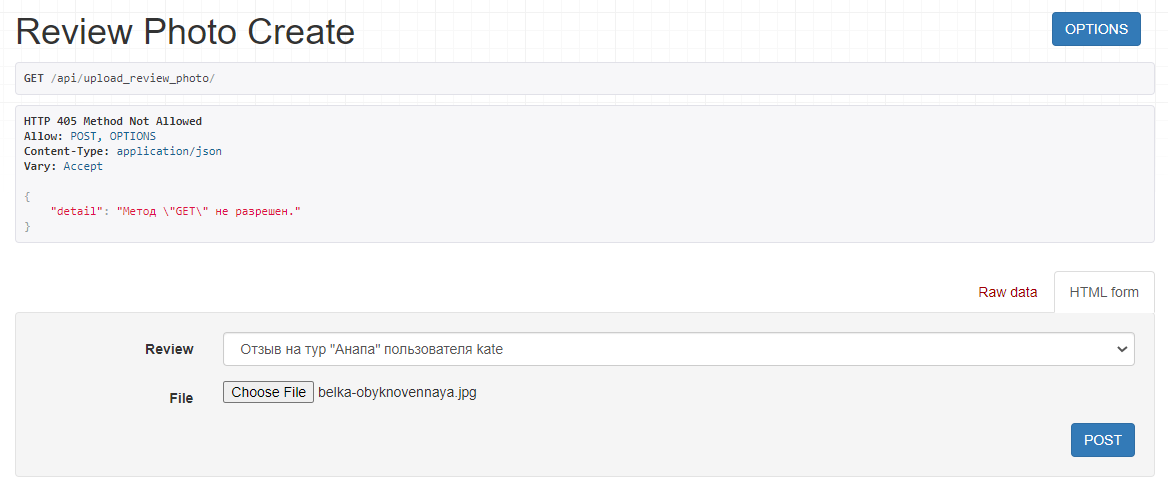 Review Photo Create
OPTIONS
GET /api/upload_review_photo/
HTTP 405 Method Not Allowed
Allow: POST, OPTIONS
Content-Type: application/json
Vary: Accept
{
"detail": "Метод \"GET\" не разрешен."
}
Raw data
HTML form
Review
Отзыв на тур "Анапа" пользователя kate
File
Choose File belka-obyknovennaya.jpg
POST